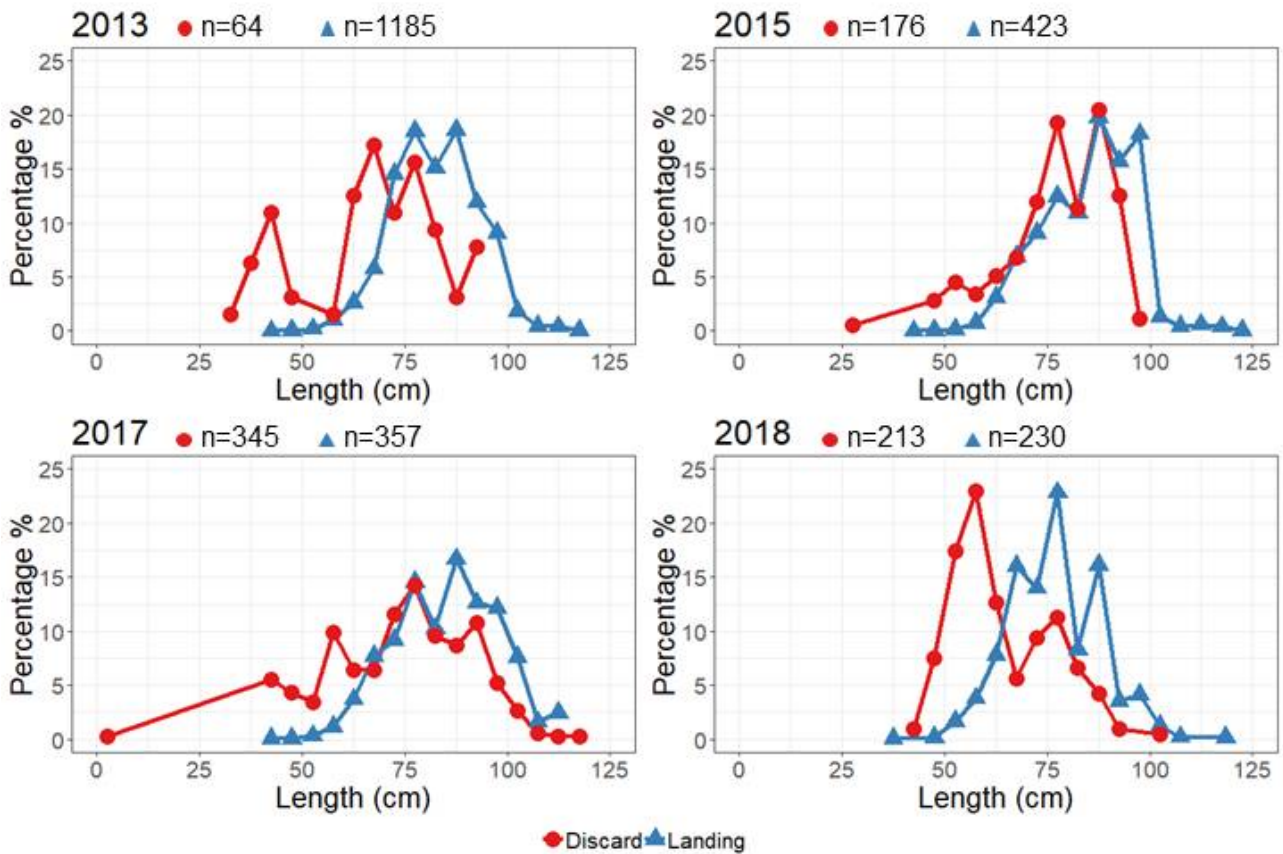 2013 n=64 n=1185
25
20
15
10
5
0
Percentage %
0 25 50 75 100 125
Length (cm)
2015 n=176 n=423
25
20
15
10
5
0
Percentage %
0 25 50 75 100 125
Length (cm)
2017 n=345 n=357
25
20
15
10
5
0
Percentage %
0 25 50 75 100 125
Length (cm)
2018 n=213 n=230
25
20
15
10
5
0
Percentage %
0 25 50 75 100 125
Length (cm)
Discard Landing